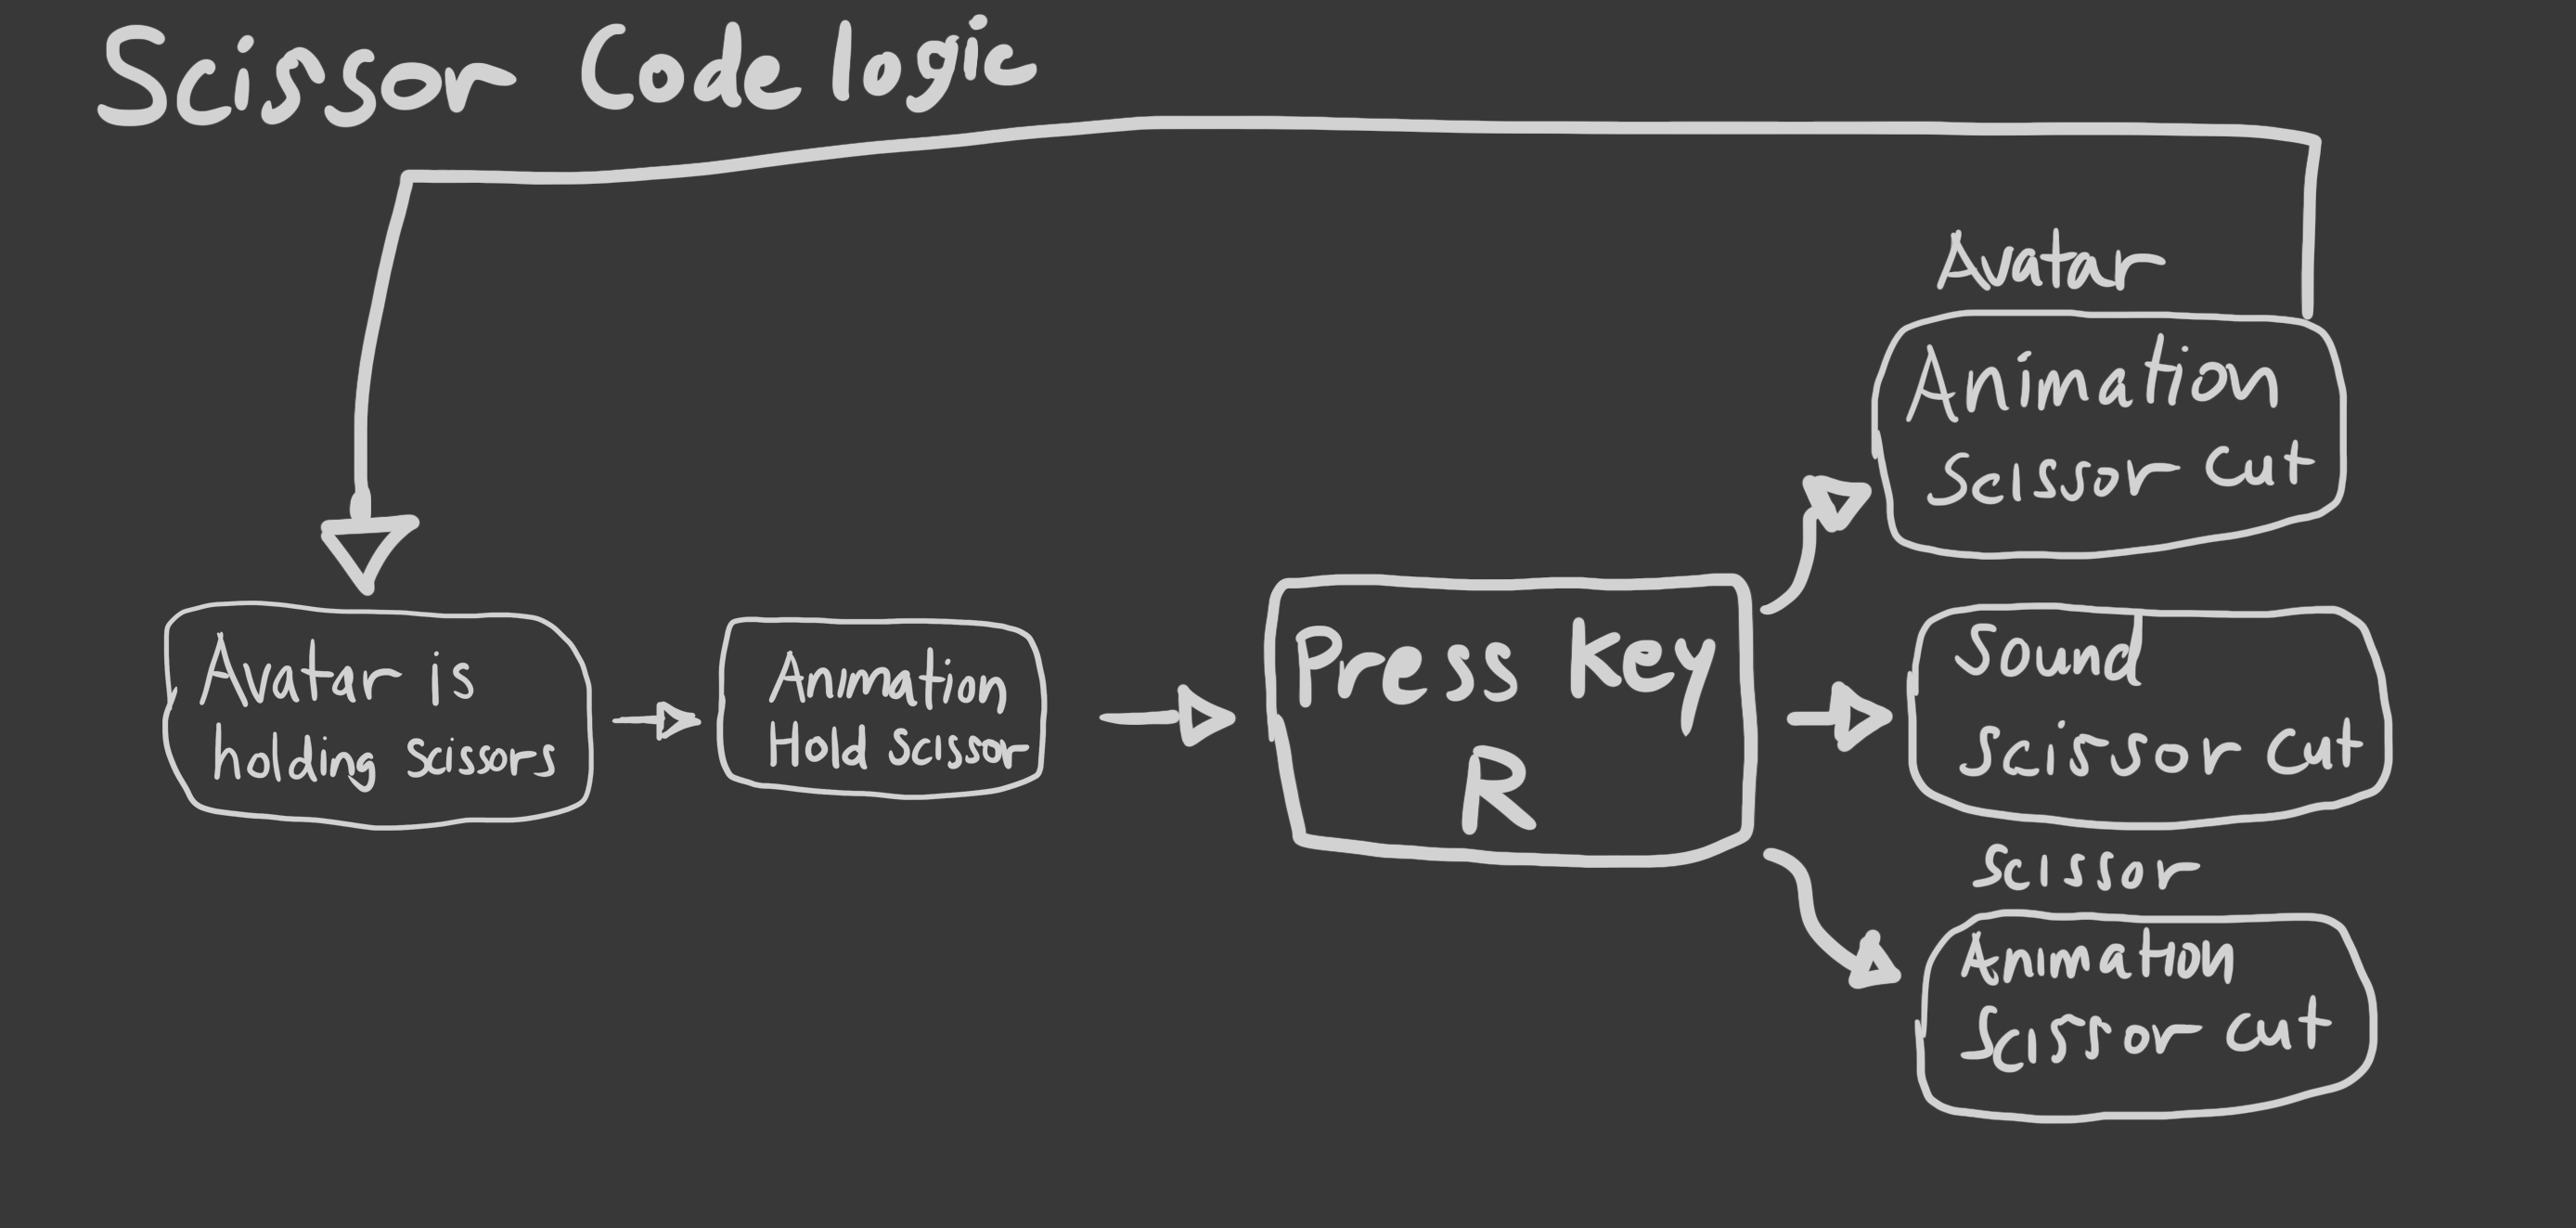 Scissor Code logic
Avatar is
holding scissors
Animation
Hold scissor
Press Key
R
Avatar
Animation
scissor cut
Sound
scissor cut
scissor
Animation
scissor cut